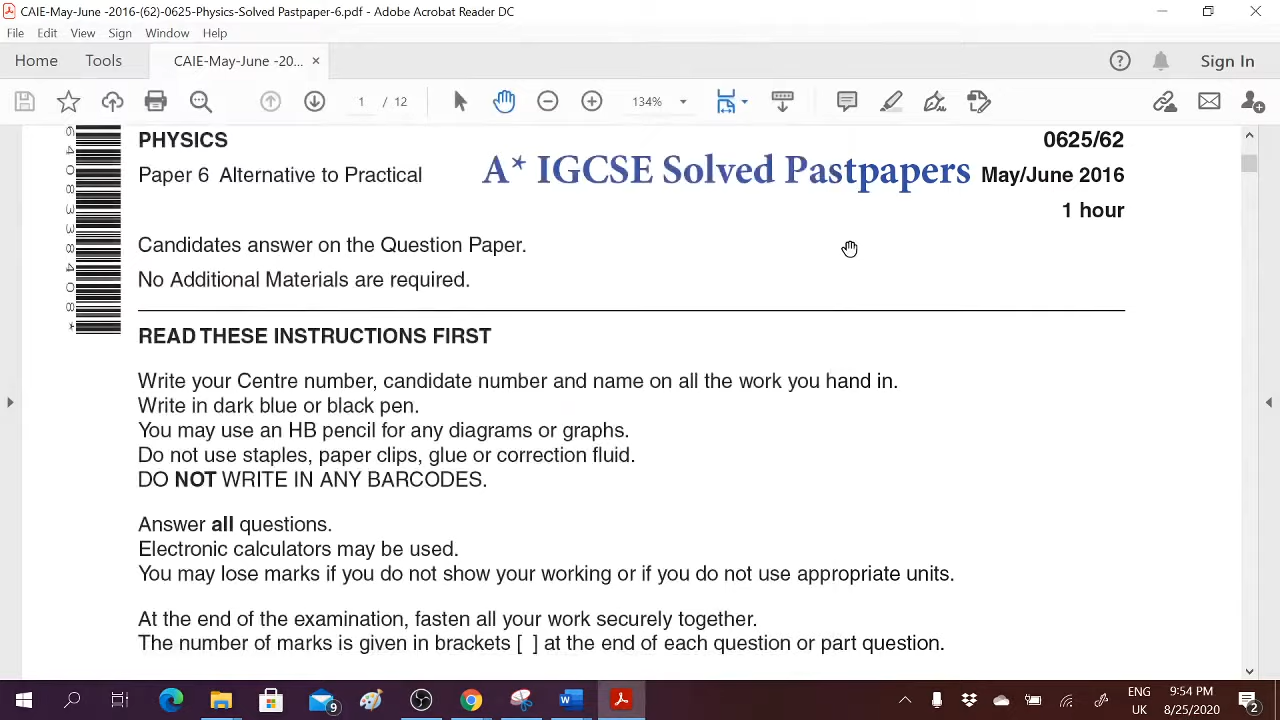 CAIE-May-June -2016-(62)-0625-Physics-Solved Pastpaper-6.pdf - Adobe Acrobat Reader DC
File Edit View Sign Window Help
Home Tools CAIE-May-June -20... × Sign In
1 / 12 134%
PHYSICS 0625/62
Paper 6 Alternative to Practical A* IGCSE Solved Pastpapers May/June 2016
1 hour
Candidates answer on the Question Paper.
No Additional Materials are required.
READ THESE INSTRUCTIONS FIRST
Write your Centre number, candidate number and name on all the work you hand in.
Write in dark blue or black pen.
You may use an HB pencil for any diagrams or graphs.
Do not use staples, paper clips, glue or correction fluid.
DO NOT WRITE IN ANY BARCODES.
Answer all questions.
Electronic calculators may be used.
You may lose marks if you do not show your working or if you do not use appropriate units.
At the end of the examination, fasten all your work securely together.
The number of marks is given in brackets [ ] at the end of each question or part question.
9 ENG 9:54 PM
UK 8/25/2020 2